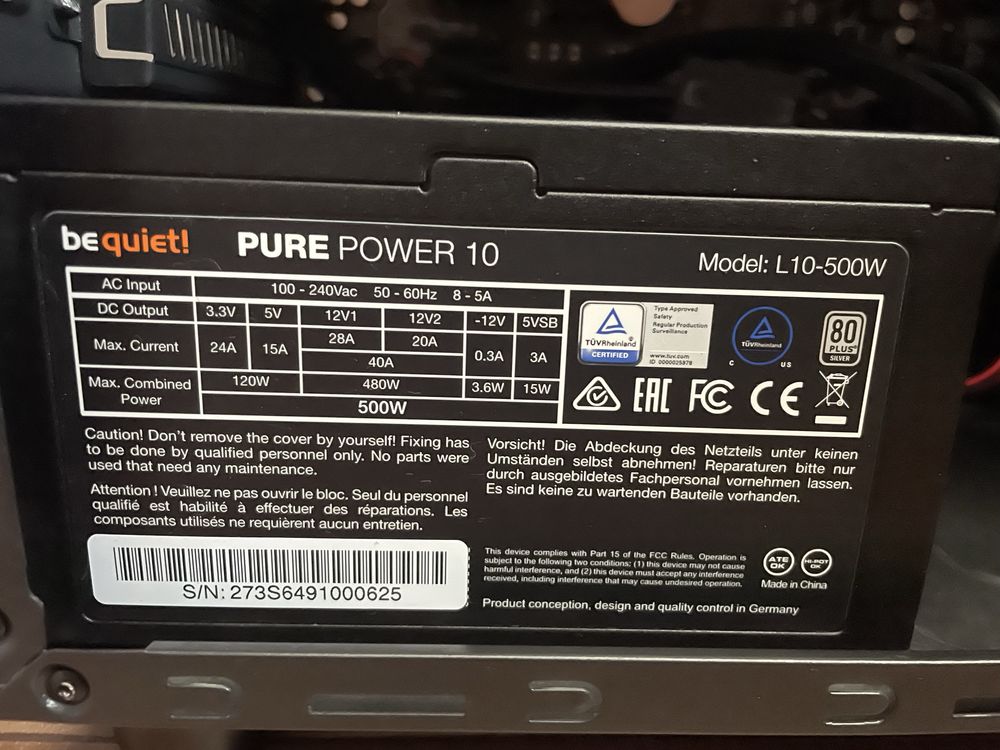 be quiet! PURE POWER 10
Model: L10-500W
AC Input 100 - 240Vac 50 - 60Hz 8 - 5A
DC Output 3.3V 5V 12V1 12V2 -12V 5VSB
Max. Current 24A 15A 28A 20A 0.3A 3A
40A
Max. Combined Power 120W 480W 3.6W 15W
500W
TÜVRheinland
CERTIFIED
Type Approved
Safety
Regular Production
Surveillance
www.tuv.com
ID 0000025878
TÜVRheinland
C US
80
PLUS
SILVER
EAC FC CE
Caution! Don't remove the cover by yourself! Fixing has
to be done by qualified personnel only. No parts were
used that need any maintenance.
Attention ! Veuillez ne pas ouvrir le bloc. Seul du personnel
qualifié est habilité à effectuer des réparations. Les
composants utilisés ne requièrent aucun entretien.
Vorsicht! Die Abdeckung des Netzteils unter keinen
Umständen selbst abnehmen! Reparaturen bitte nur
durch ausgebildetes Fachpersonal vornehmen lassen.
Es sind keine zu wartenden Bauteile vorhanden.
S/N: 273S6491000625
This device complies with Part 15 of the FCC Rules. Operation is
subject to the following two conditions: (1) this device may not cause
harmful interference, and (2) this device must accept any interference
received, including interference that may cause undesired operation.
ATE
OK
HI-POT
OK
Made in China
Product conception, design and quality control in Germany